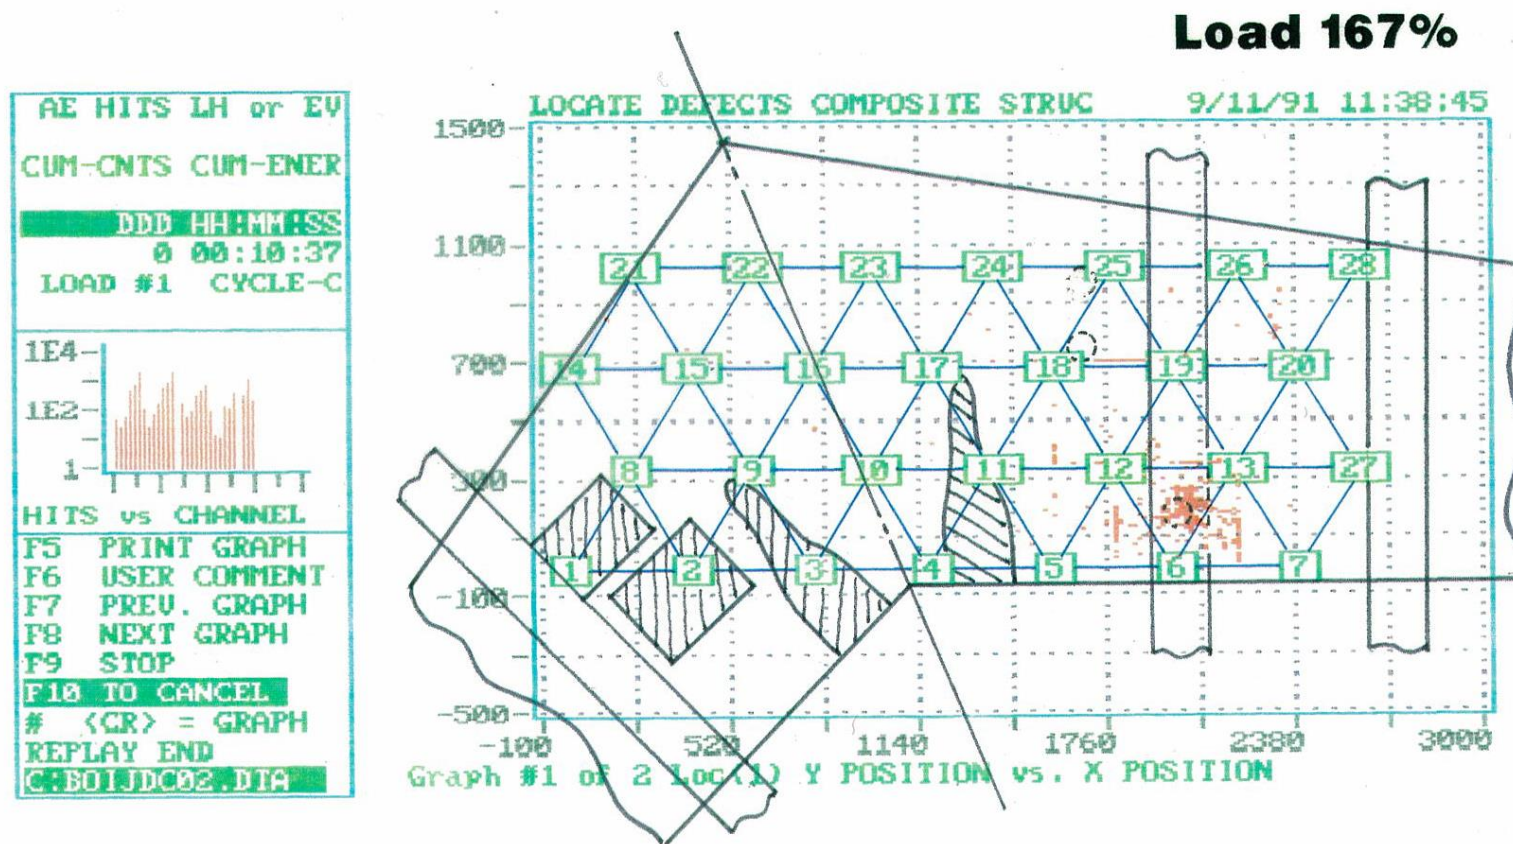 Load 167%
AE HITS LH or EV
CUM-CNTS CUM-ENER
DDD HH:MM:SS
0 00:10:37
LOAD #1 CYCLE-C
1E4
1E2
1
HITS vs CHANNEL
F5 PRINT GRAPH
F6 USER COMMENT
F7 PREV. GRAPH
F8 NEXT GRAPH
F9 STOP
F10 TO CANCEL
# <CR> = GRAPH
REPLAY END
C:BOIJDC02.DTA
LOCATE DEFECTS COMPOSITE STRUC 9/11/91 11:38:45
1500
1100
21 22 23 24 25 26 28
700
14 15 16 17 18 19 20
300
8 9 10 11 12 13 27
1 2 3 4 5 6 7
-100
-500
-100 520 1140 1760 2380 3000
Graph #1 of 2 Loc(1) Y POSITION vs. X POSITION